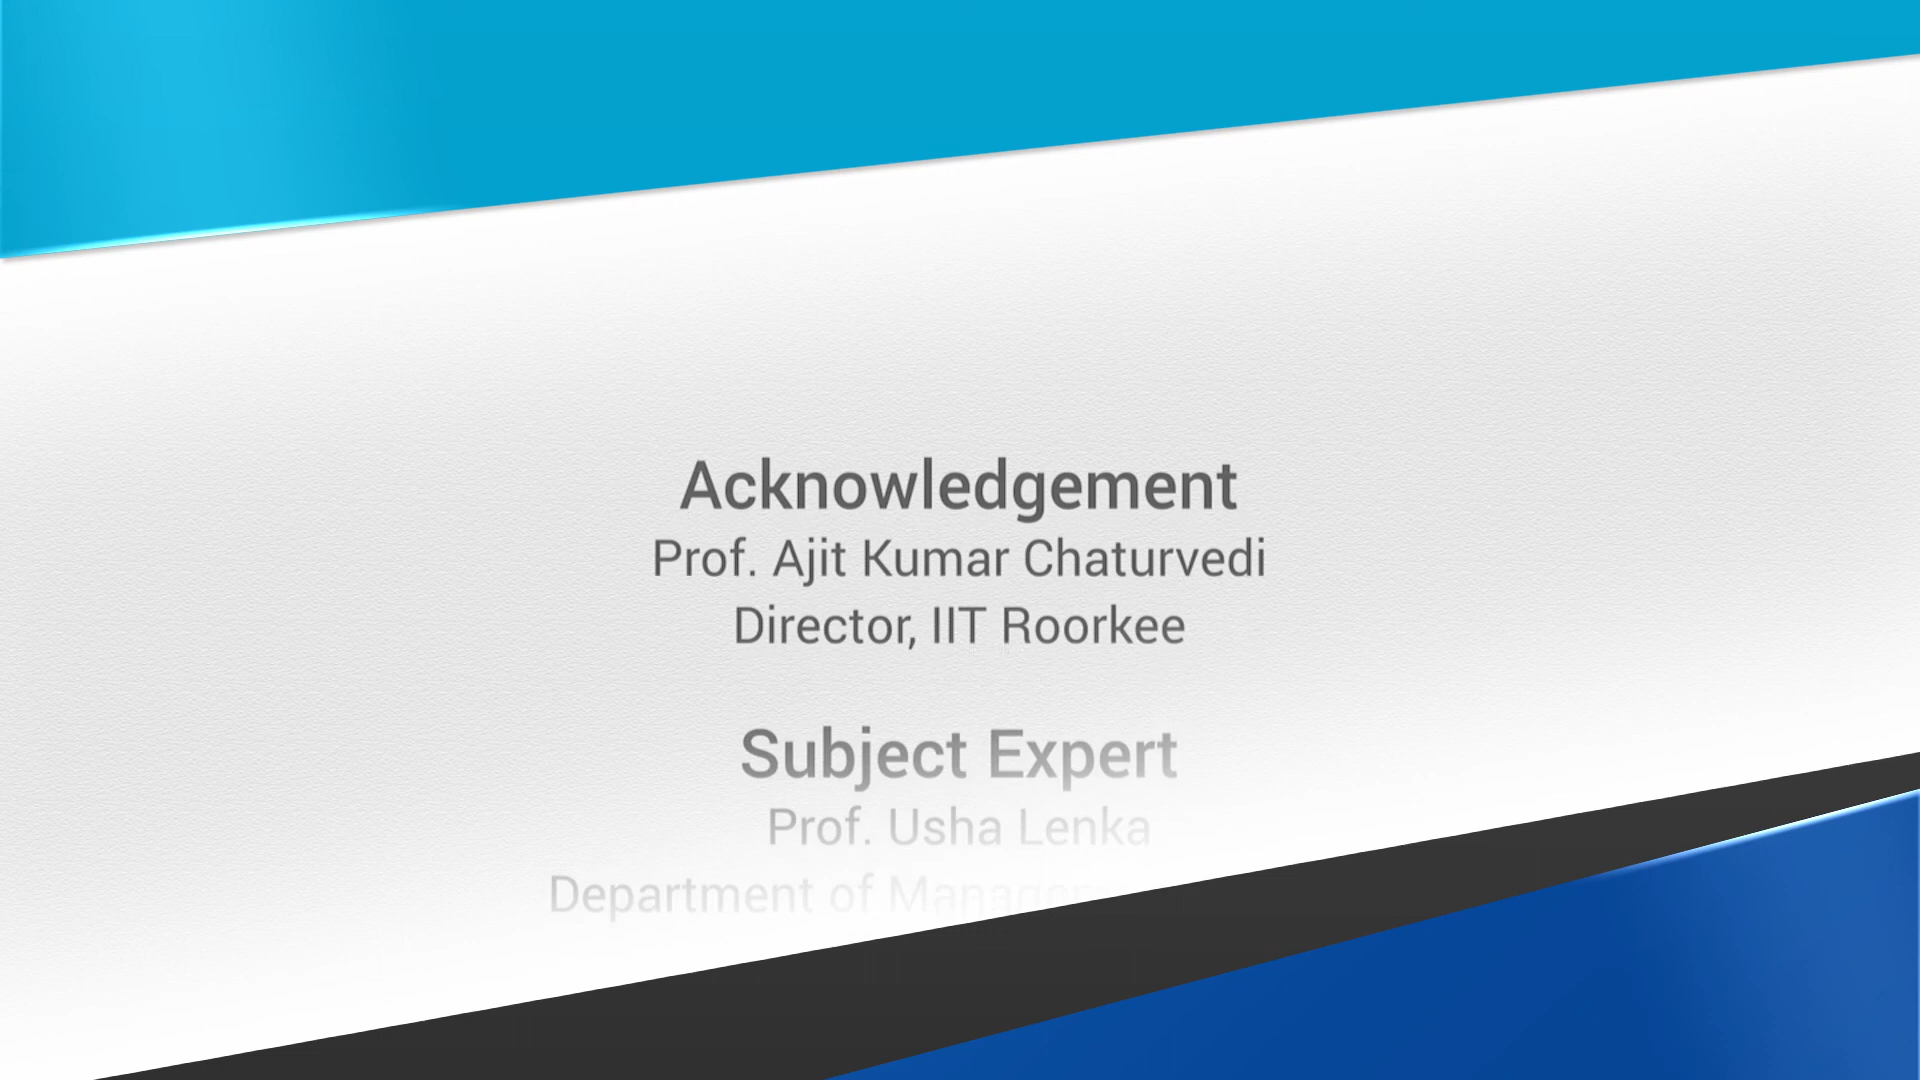 Acknowledgement
Prof. Ajit Kumar Chaturvedi
Director, IIT Roorkee
Subject Expert
Prof. Usha Lenka
Department of